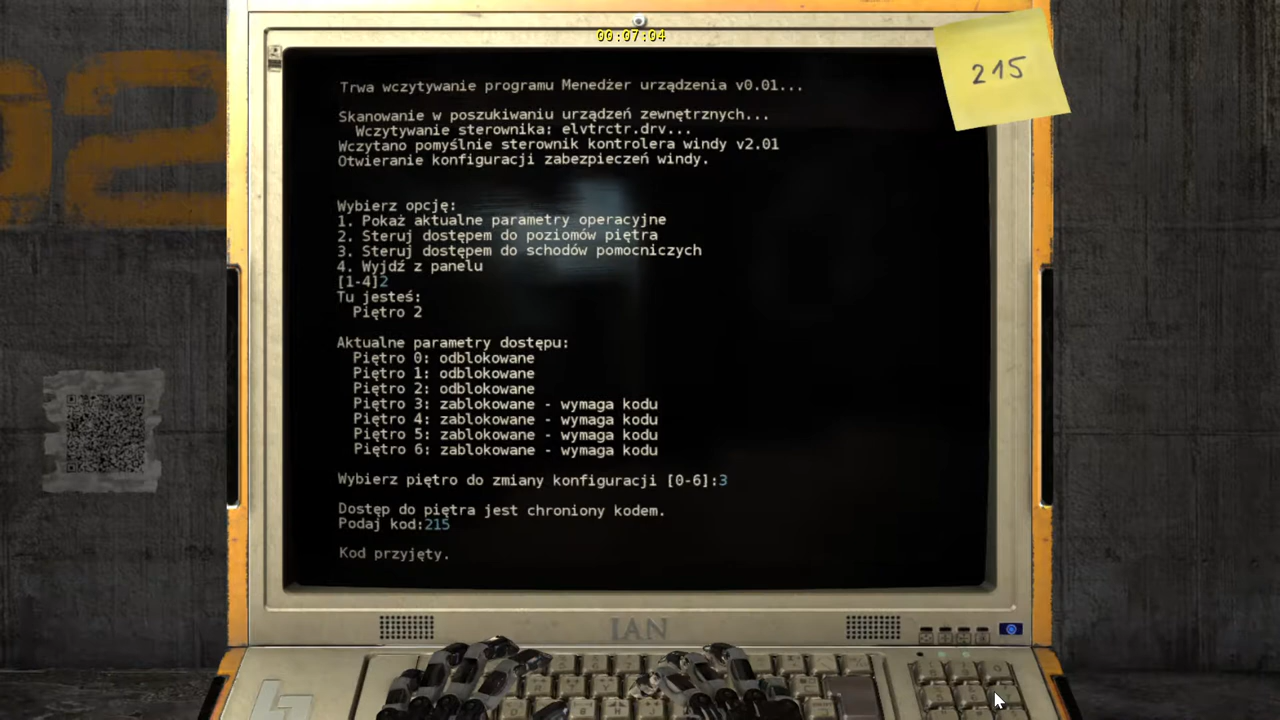 00:07:04
215
02
Trwa wczytywanie programu Menedżer urządzenia v0.01...
Skanowanie w poszukiwaniu urządzeń zewnętrznych...
Wczytywanie sterownika: elvtrctr.drv...
Wczytano pomyślnie sterownik kontrolera windy v2.01
Otwieranie konfiguracji zabezpieczeń windy.
Wybierz opcję:
1. Pokaż aktualne parametry operacyjne
2. Steruj dostępem do poziomów piętra
3. Steruj dostępem do schodów pomocniczych
4. Wyjdź z panelu
[1-4]2
Tu jesteś:
Piętro 2
Aktualne parametry dostępu:
Piętro 0: odblokowane
Piętro 1: odblokowane
Piętro 2: odblokowane
Piętro 3: zablokowane - wymaga kodu
Piętro 4: zablokowane - wymaga kodu
Piętro 5: zablokowane - wymaga kodu
Piętro 6: zablokowane - wymaga kodu
Wybierz piętro do zmiany konfiguracji [0-6]:3
Dostęp do piętra jest chroniony kodem.
Podaj kod:215
Kod przyjęty.
IAN